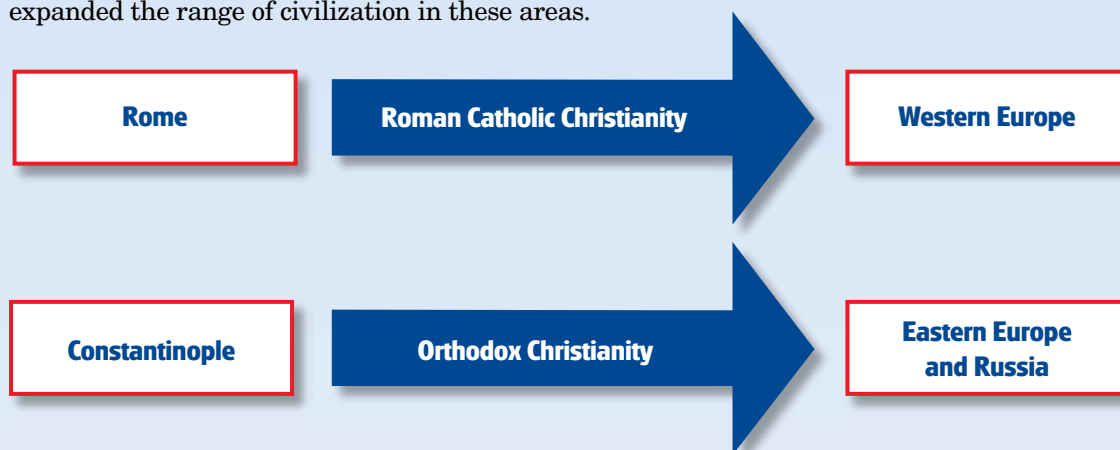 expanded the range of civilization in these areas.
Rome
Roman Catholic Christianity
Western Europe
Constantinople
Orthodox Christianity
Eastern Europe
and Russia